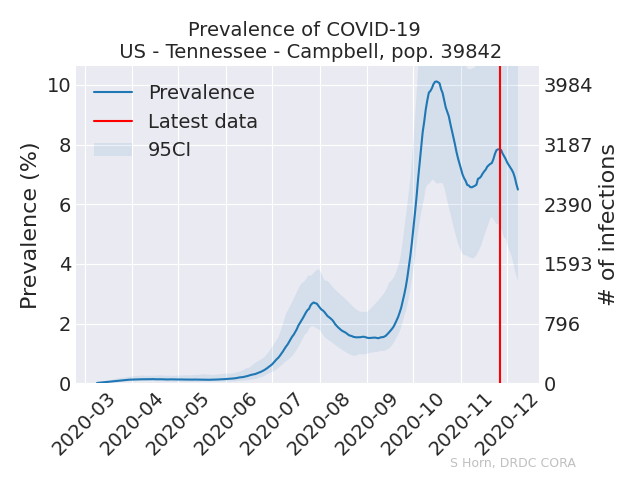 Prevalence of COVID-19
US - Tennessee - Campbell, pop. 39842
Prevalence
Latest data
95CI
Prevalence (%)
10
8
6
4
2
0
3984
3187
2390
1593
796
0
# of infections
2020-03
2020-04
2020-05
2020-06
2020-07
2020-08
2020-09
2020-10
2020-11
2020-12
S Horn, DRDC CORA